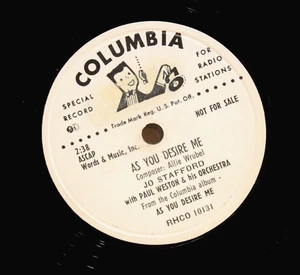 COLUMBIA
SPECIAL
RECORD
FOR
RADIO
STATIONS
Trade Mark Reg. U.S. Pat. Off.
NOT FOR SALE
2:38
ASCAP
Words & Music, Inc.
AS YOU DESIRE ME
Composer: Allie Wrubel
JO STAFFORD
with PAUL WESTON & his ORCHESTRA
From the Columbia album -
AS YOU DESIRE ME
RHCO 10131